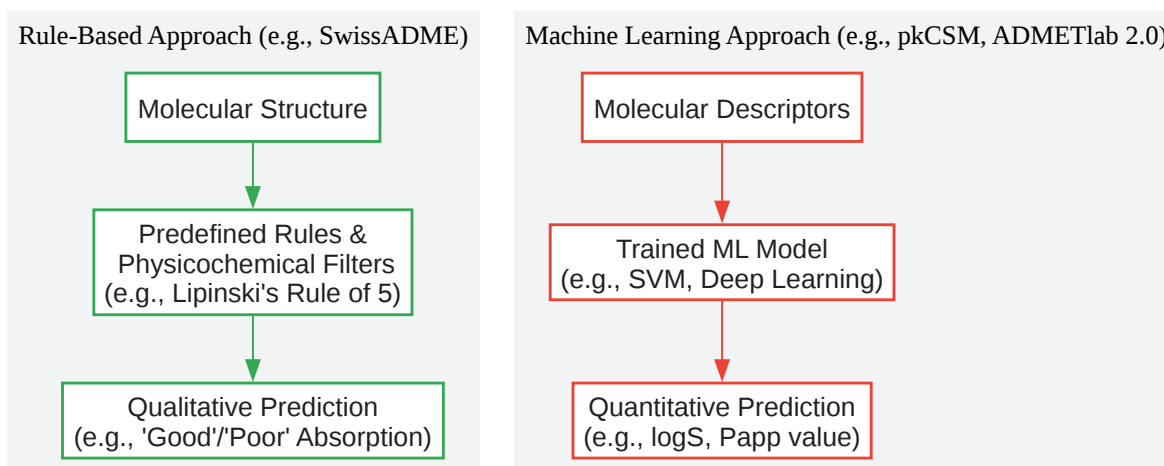 Rule-Based Approach (e.g., SwissADME)
Molecular Structure
Predefined Rules &
Physicochemical Filters
(e.g., Lipinski's Rule of 5)
Qualitative Prediction
(e.g., 'Good'/'Poor' Absorption)
Machine Learning Approach (e.g., pkCSM, ADMETlab 2.0)
Molecular Descriptors
Trained ML Model
(e.g., SVM, Deep Learning)
Quantitative Prediction
(e.g., logS, Papp value)